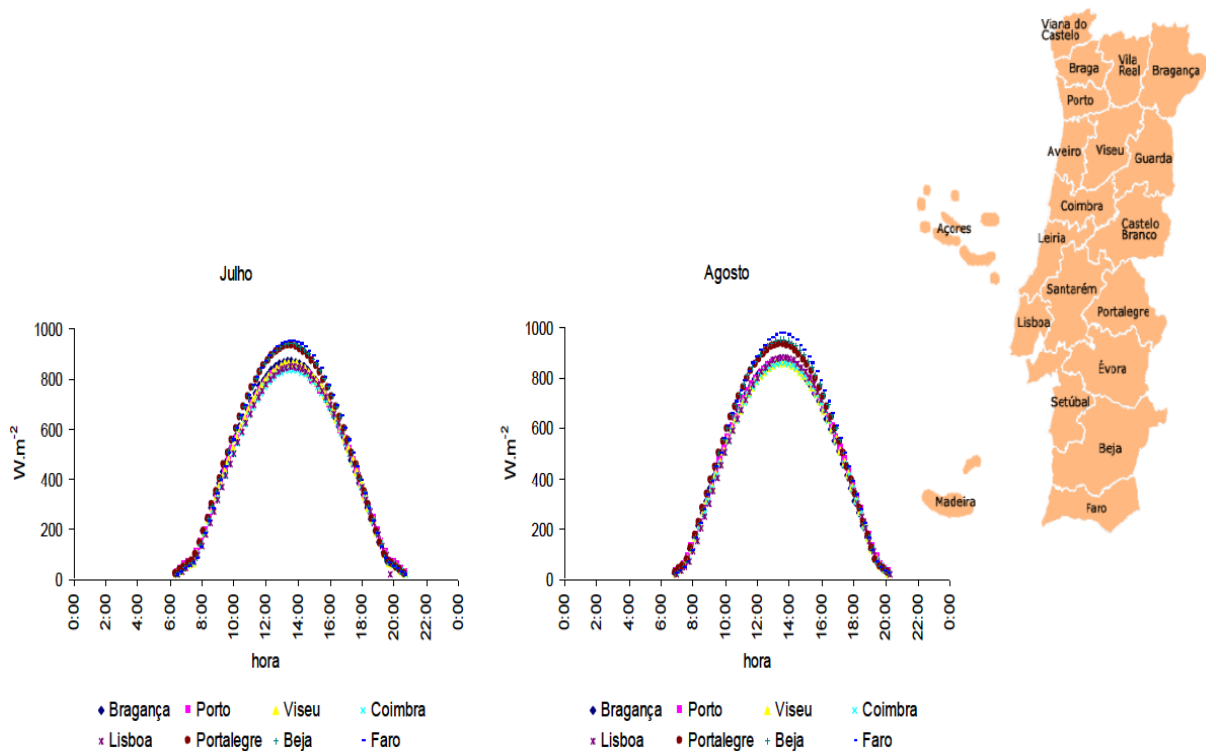 Julho
W.m⁻²
1000
800
600
400
200
0
0:00
2:00
4:00
6:00
8:00
10:00
12:00
14:00
16:00
18:00
20:00
22:00
0:00
hora
Bragança Porto Viseu Coimbra
Lisboa Portalegre Beja Faro
Agosto
W.m⁻²
1000
800
600
400
200
0
0:00
2:00
4:00
6:00
8:00
10:00
12:00
14:00
16:00
18:00
20:00
22:00
0:00
hora
Bragança Porto Viseu Coimbra
Lisboa Portalegre Beja Faro
Viana do
Castelo
Braga
Vila
Real
Bragança
Porto
Aveiro
Viseu
Guarda
Coimbra
Açores
Leiria
Castelo
Branco
Santarém
Lisboa
Portalegre
Évora
Setúbal
Beja
Madeira
Faro